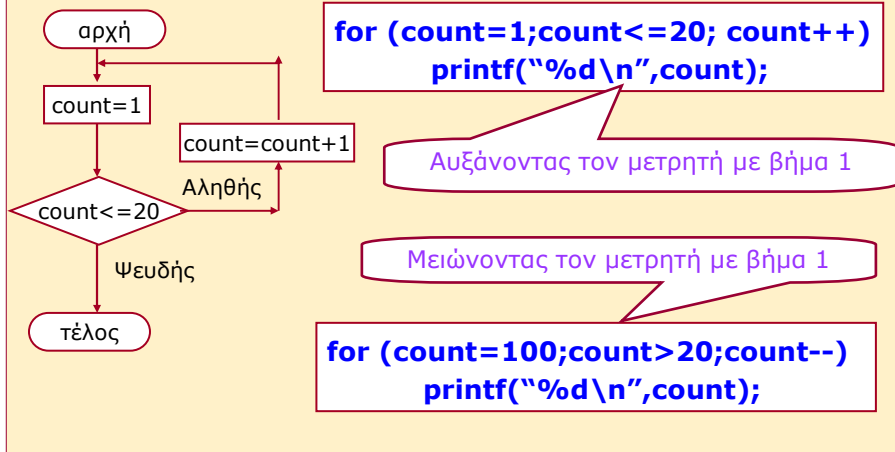 αρχή
count=1
count=count+1
Αληθής
count<=20
Ψευδής
τέλος
for (count=1;count<=20; count++)
printf(“%d\n”,count);
Αυξάνοντας τον μετρητή με βήμα 1
Μειώνοντας τον μετρητή με βήμα 1
for (count=100;count>20;count--)
printf(“%d\n”,count);